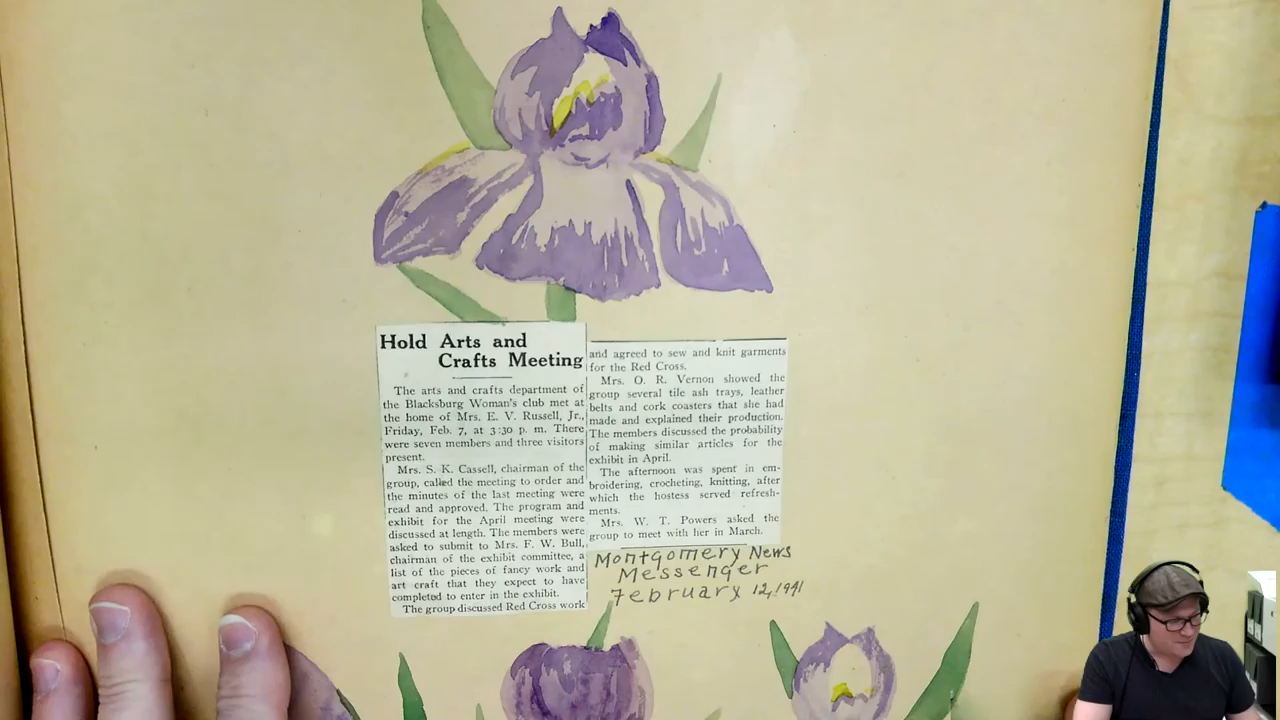 Hold Arts and
Crafts Meeting
The arts and crafts department of
the Blacksburg Woman's club met at
the home of Mrs. E. V. Russell, Jr.,
Friday, Feb. 7, at 3:30 p. m. There
were seven members and three visitors
present.
Mrs. S. K. Cassell, chairman of the
group, called the meeting to order and
the minutes of the last meeting were
read and approved. The program and
exhibit for the April meeting were
discussed at length. The members were
asked to submit to Mrs. F. W. Bull,
chairman of the exhibit committee, a
list of the pieces of fancy work and
art craft that they expect to have
completed to enter in the exhibit.
The group discussed Red Cross work
and agreed to sew and knit garments
for the Red Cross.
Mrs. O. R. Vernon showed the
group several tile ash trays, leather
belts and cork coasters that she had
made and explained their production.
The members discussed the probability
of making similar articles for the
exhibit in April.
The afternoon was spent in em-
broidering, crocheting, knitting, after
which the hostess served refresh-
ments.
Mrs. W. T. Powers asked the
group to meet with her in March.
Montgomery News
Messenger
February 12, 1941